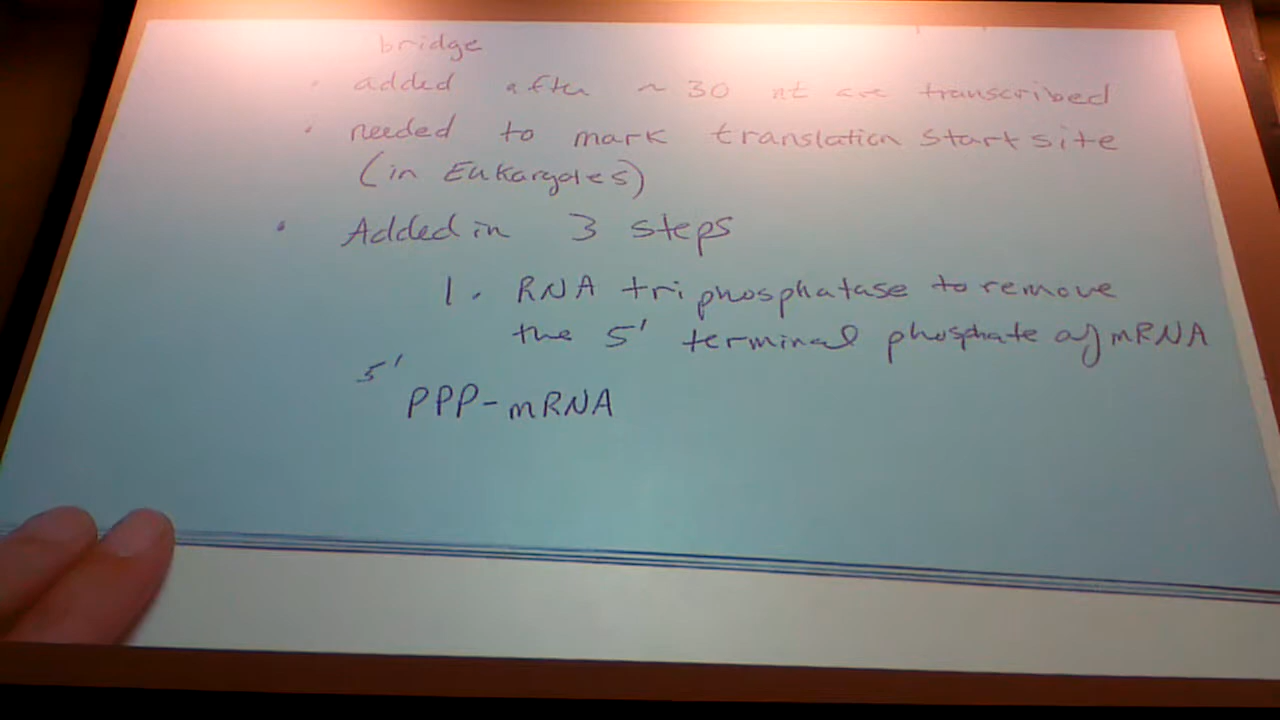 bridge
• added after ~ 30 nt are transcribed
• needed to mark translation start site
(in Eukaryotes)
• Added in 3 steps
1. RNA triphosphatase to remove
the 5' terminal phosphate of mRNA
5'
PPP-mRNA